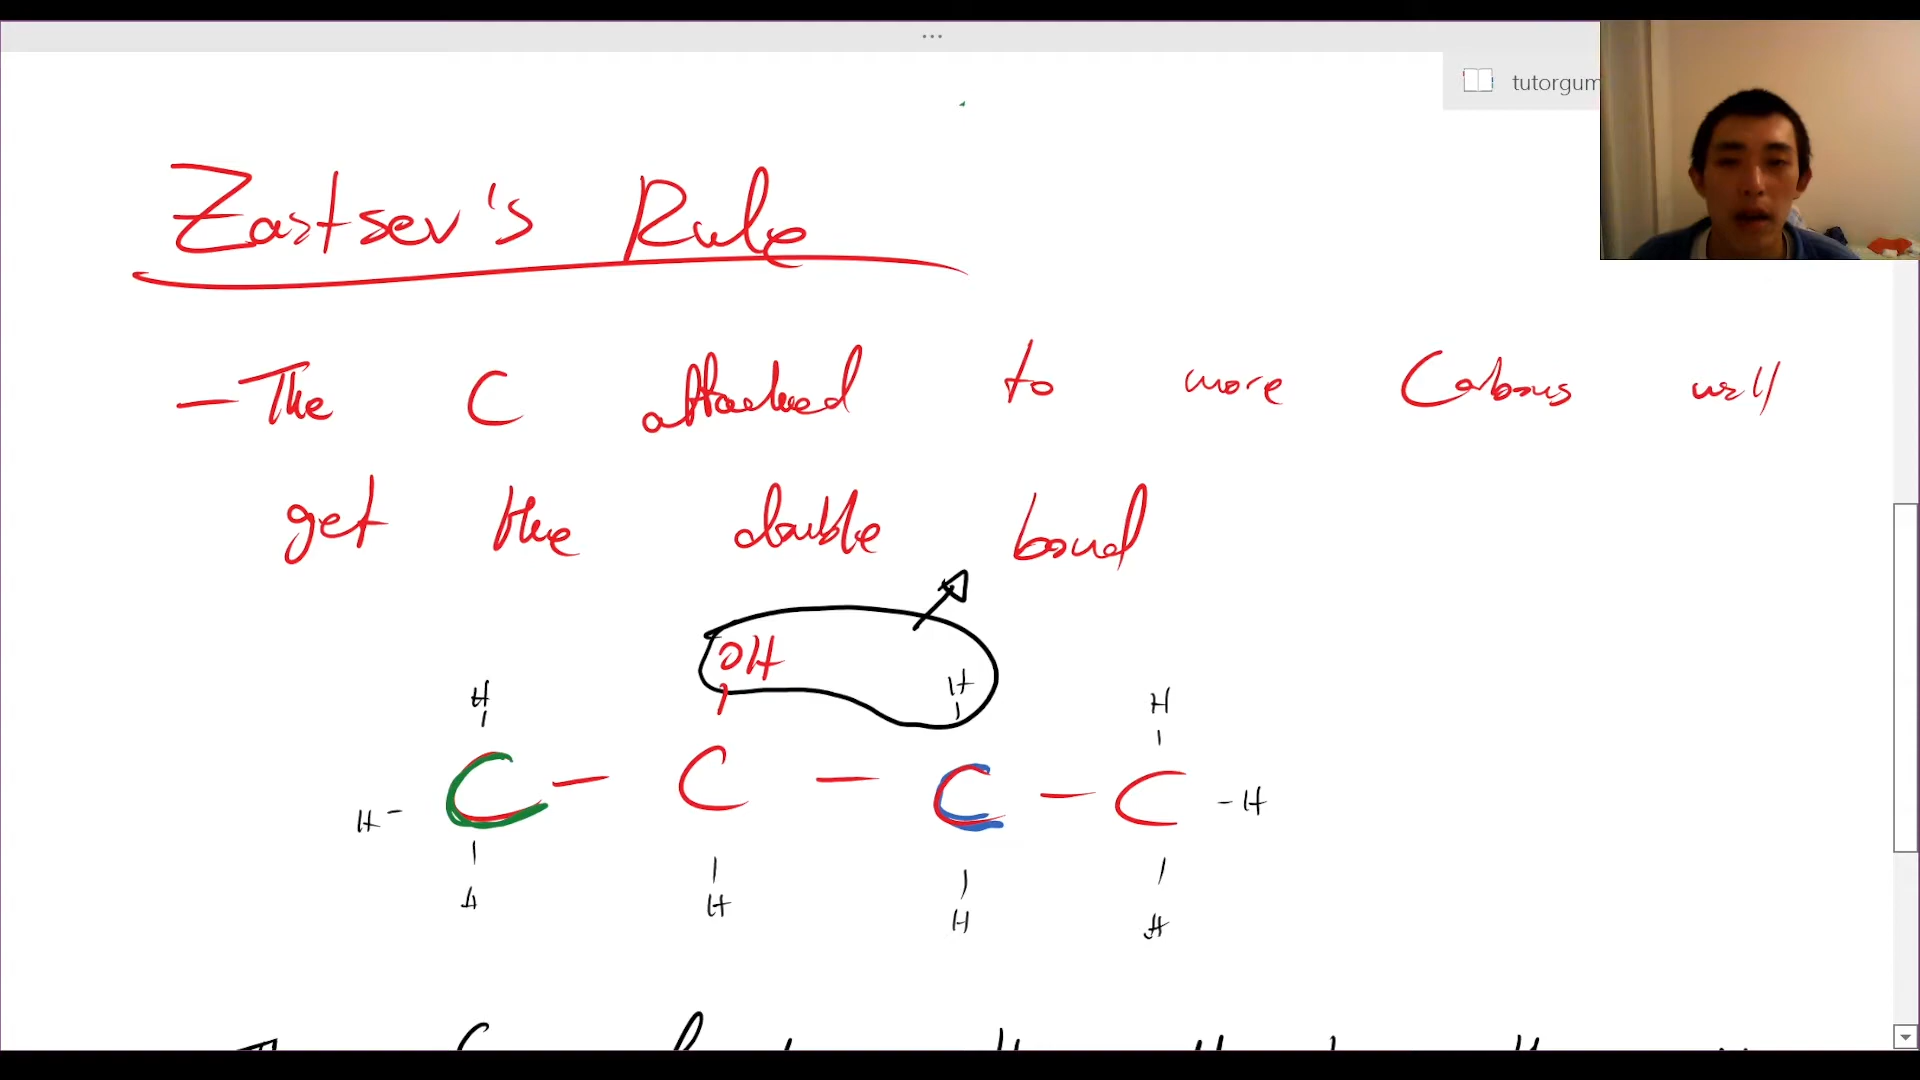 ...
tutorgum
Zastsev's Rule
- The C attached to more Carbons will
get the double bond
OH
H H H
H - C - C - C - C - H
H H H H